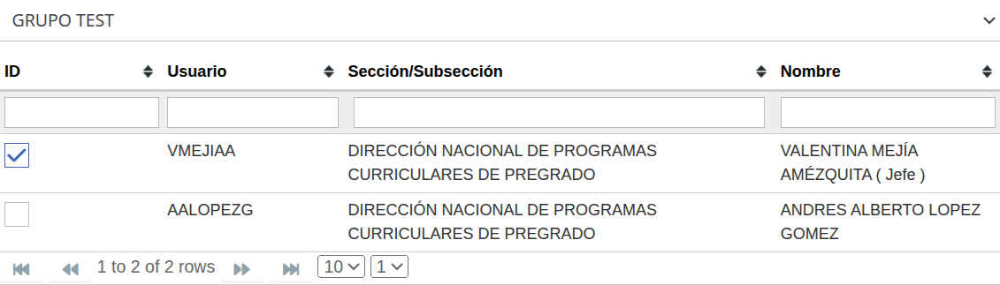 GRUPO TEST
ID Usuario Sección/Subsección Nombre
VMEJIAA DIRECCIÓN NACIONAL DE PROGRAMAS VALENTINA MEJÍA
CURRICULARES DE PREGRADO AMÉZQUITA ( Jefe )
AALOPEZG DIRECCIÓN NACIONAL DE PROGRAMAS ANDRES ALBERTO LOPEZ
CURRICULARES DE PREGRADO GOMEZ
1 to 2 of 2 rows 10 1